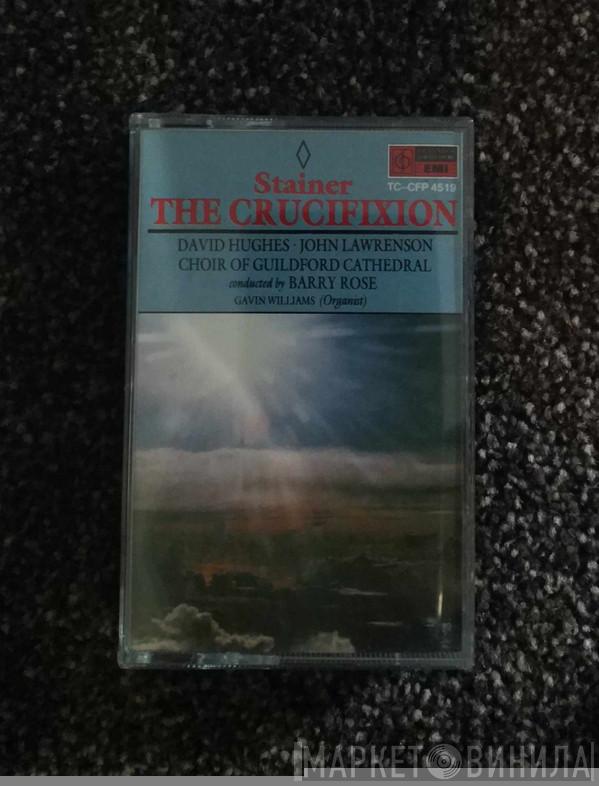 EMI
Stainer
TC-CFP 4519
THE CRUCIFIXION
DAVID HUGHES · JOHN LAWRENSON
CHOIR OF GUILDFORD CATHEDRAL
conducted by BARRY ROSE
GAVIN WILLIAMS (Organist)
МАРКЕТ ВИНИЛА